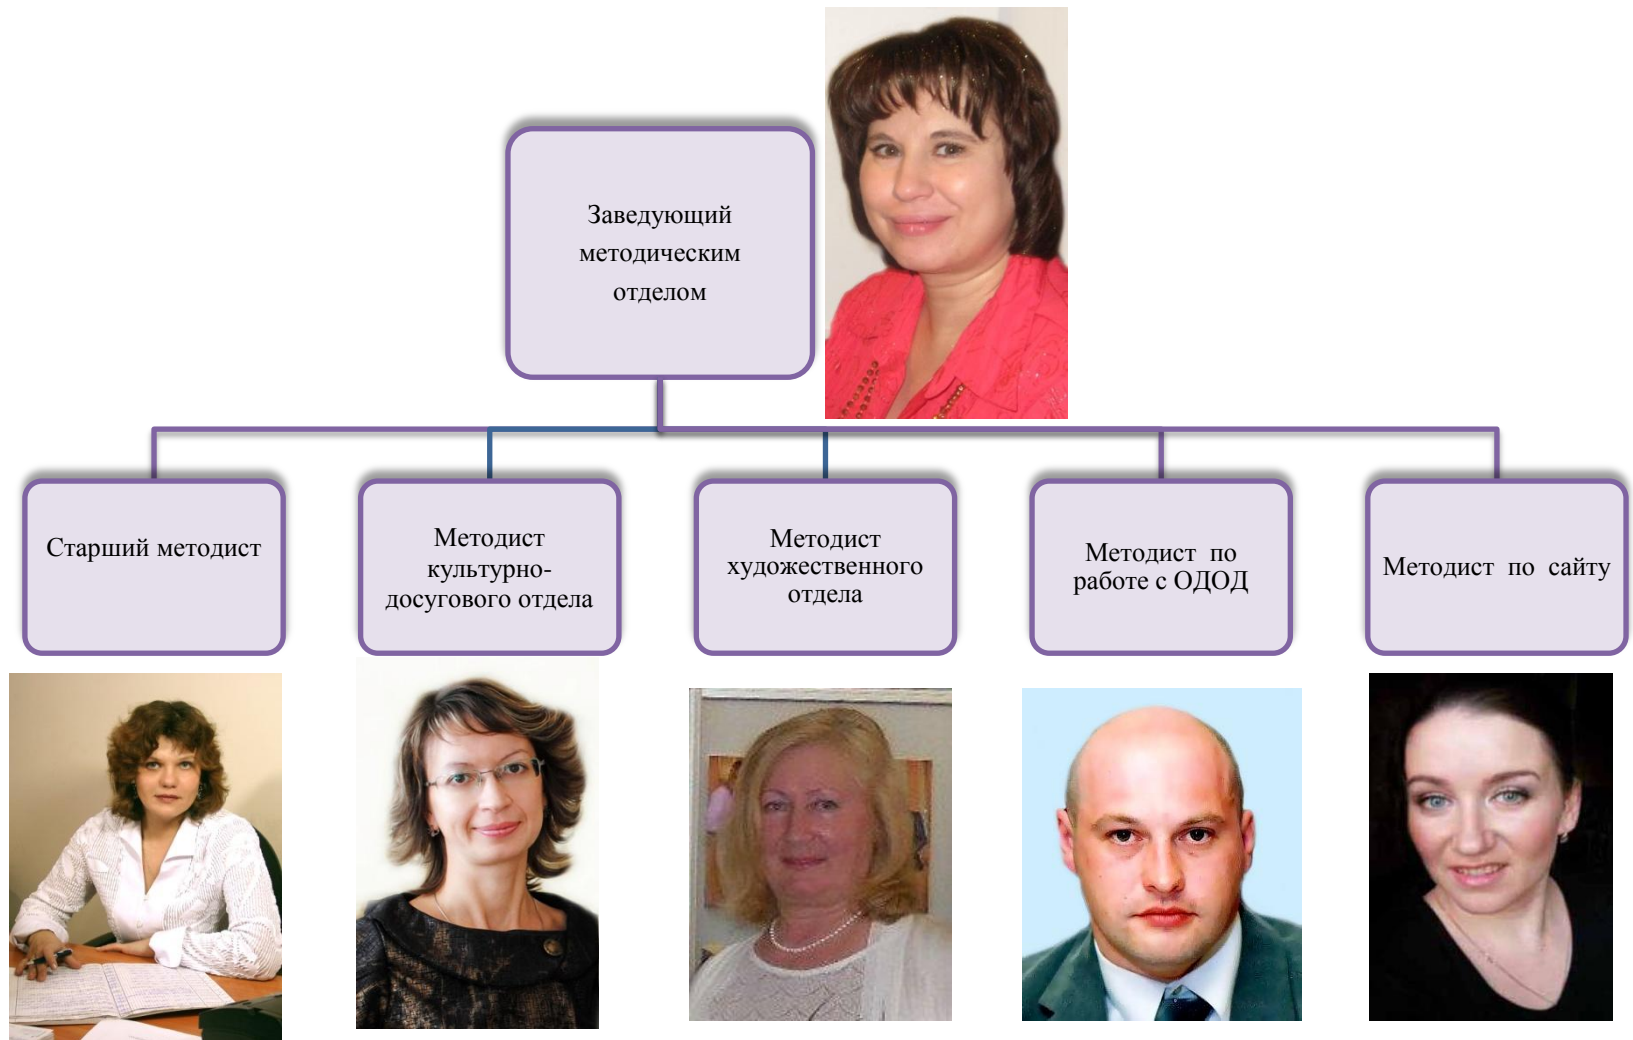 Заведующий
методическим
отделом
Старший методист
Методист
культурно-
досугового отдела
Методист
художественного
отдела
Методист по
работе с ОДОД
Методист по сайту